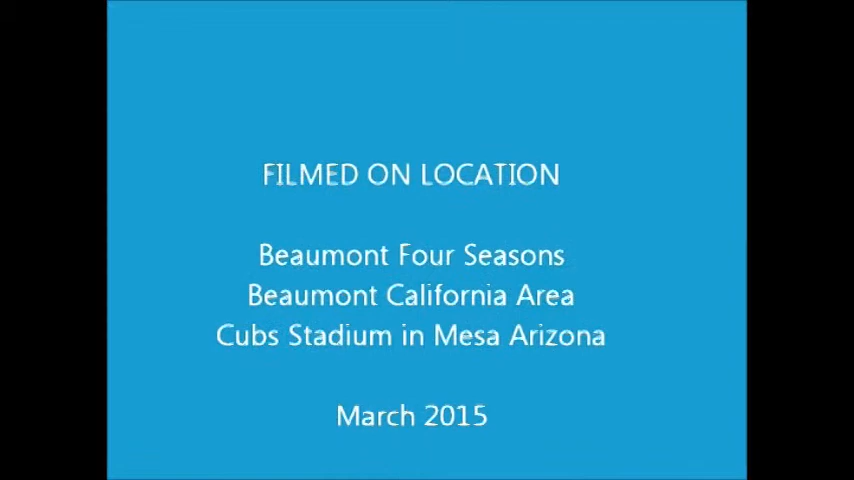 FILMED ON LOCATION
Beaumont Four Seasons
Beaumont California Area
Cubs Stadium in Mesa Arizona
March 2015